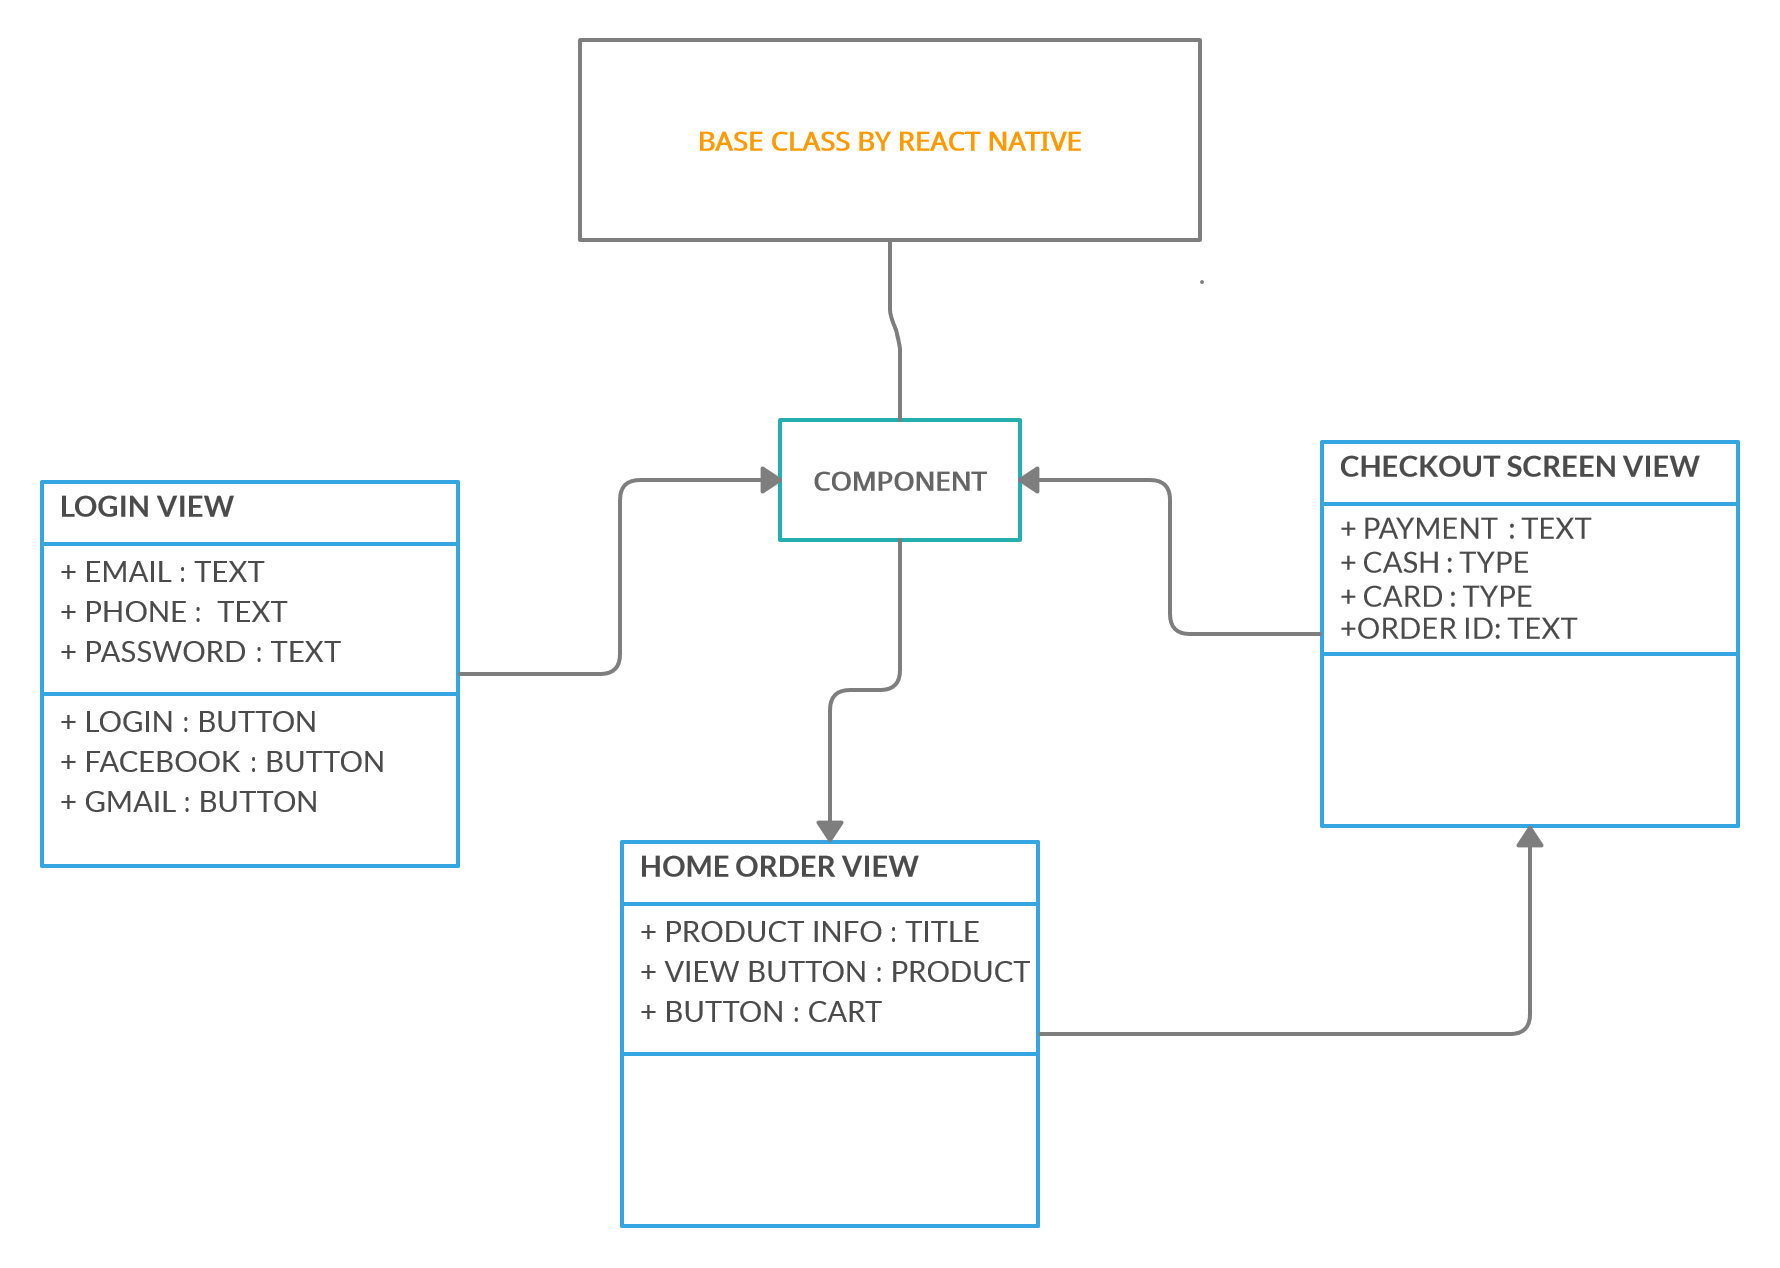 BASE CLASS BY REACT NATIVE
COMPONENT
LOGIN VIEW
+ EMAIL : TEXT
+ PHONE :  TEXT
+ PASSWORD : TEXT
+ LOGIN : BUTTON
+ FACEBOOK : BUTTON
+ GMAIL : BUTTON
CHECKOUT SCREEN VIEW
+ PAYMENT : TEXT
+ CASH : TYPE
+ CARD : TYPE
+ORDER ID: TEXT
HOME ORDER VIEW
+ PRODUCT INFO : TITLE
+ VIEW BUTTON : PRODUCT
+ BUTTON : CART